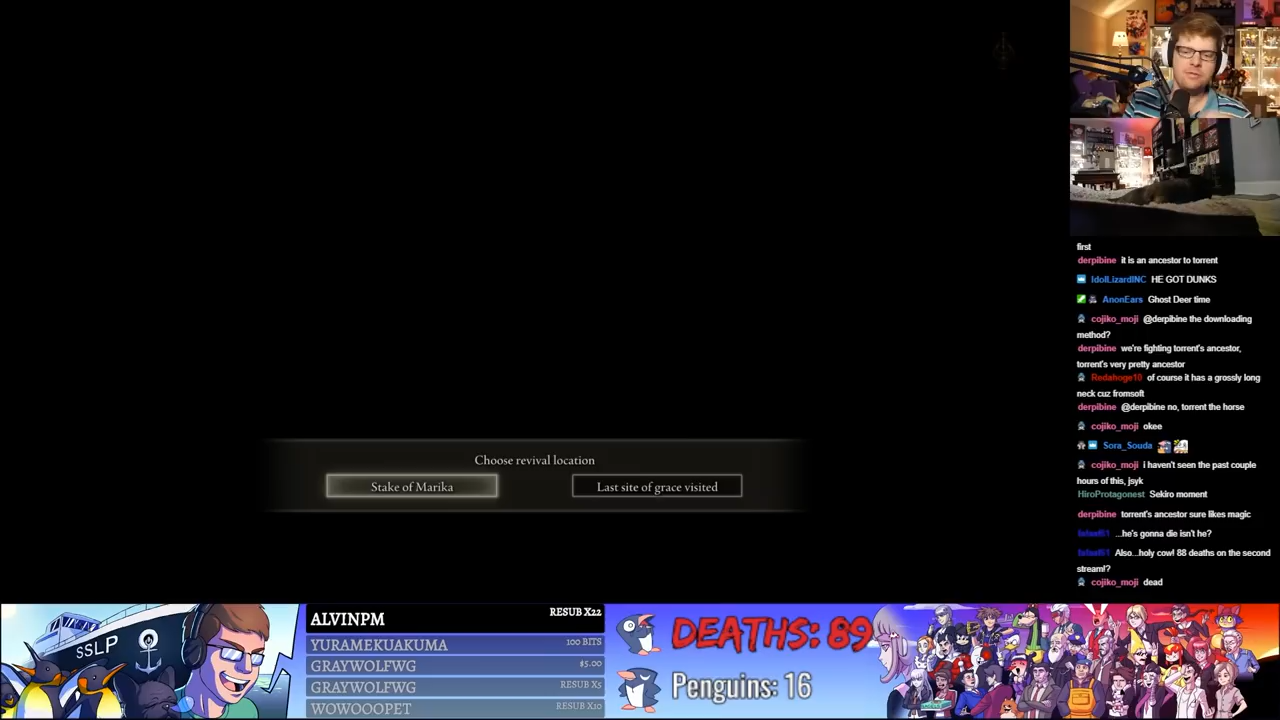 Choose revival location
Stake of Marika
Last site of grace visited
first
derpibine it is an ancestor to torrent
IdolLizardINC HE GOT DUNKS
AnonEars Ghost Deer time
cojiko_moji @derpibine the downloading
method?
derpibine we're fighting torrent's ancestor,
torrent's very pretty ancestor
Redahoge10 of course it has a grossly long
neck cuz fromsoft
derpibine @derpibine no, torrent the horse
cojiko_moji okee
Sora_Souda
cojiko_moji i haven't seen the past couple
hours of this, jsyk
HiroProtagonest Sekiro moment
derpibine torrent's ancestor sure likes magic
...he's gonna die isn't he?
Also...holy cow! 88 deaths on the second
stream!?
cojiko_moji dead
SSLP
ALVINPM RESUB X22
YURAMEKUAKUMA 100 BITS
GRAYWOLFWG $5.00
GRAYWOLFWG RESUB X5
WOWOOOPET RESUB X10
DEATHS: 89
Penguins: 16